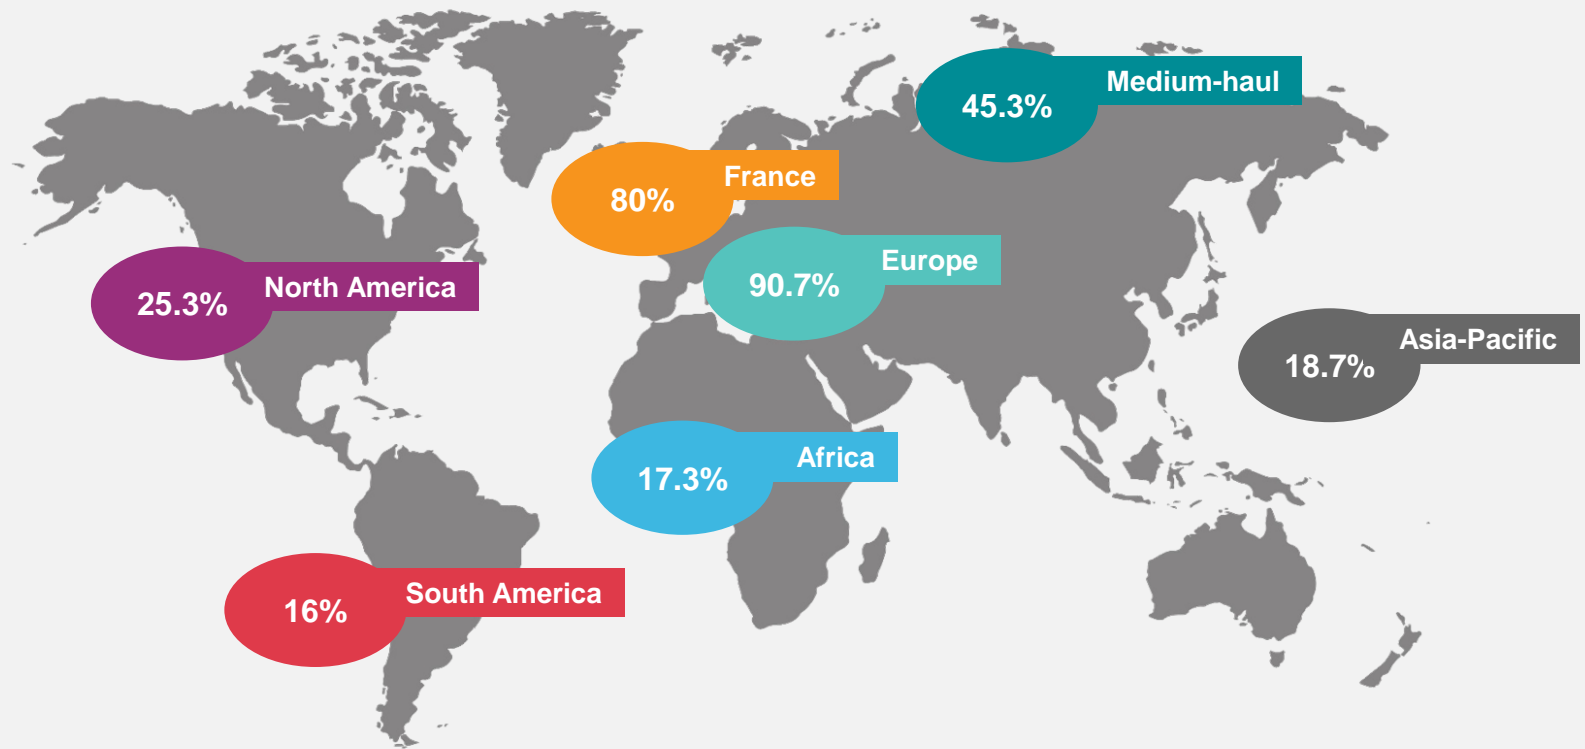 45.3%
Medium-haul
80%
France
90.7%
Europe
25.3%
North America
18.7%
Asia-Pacific
17.3%
Africa
16%
South America